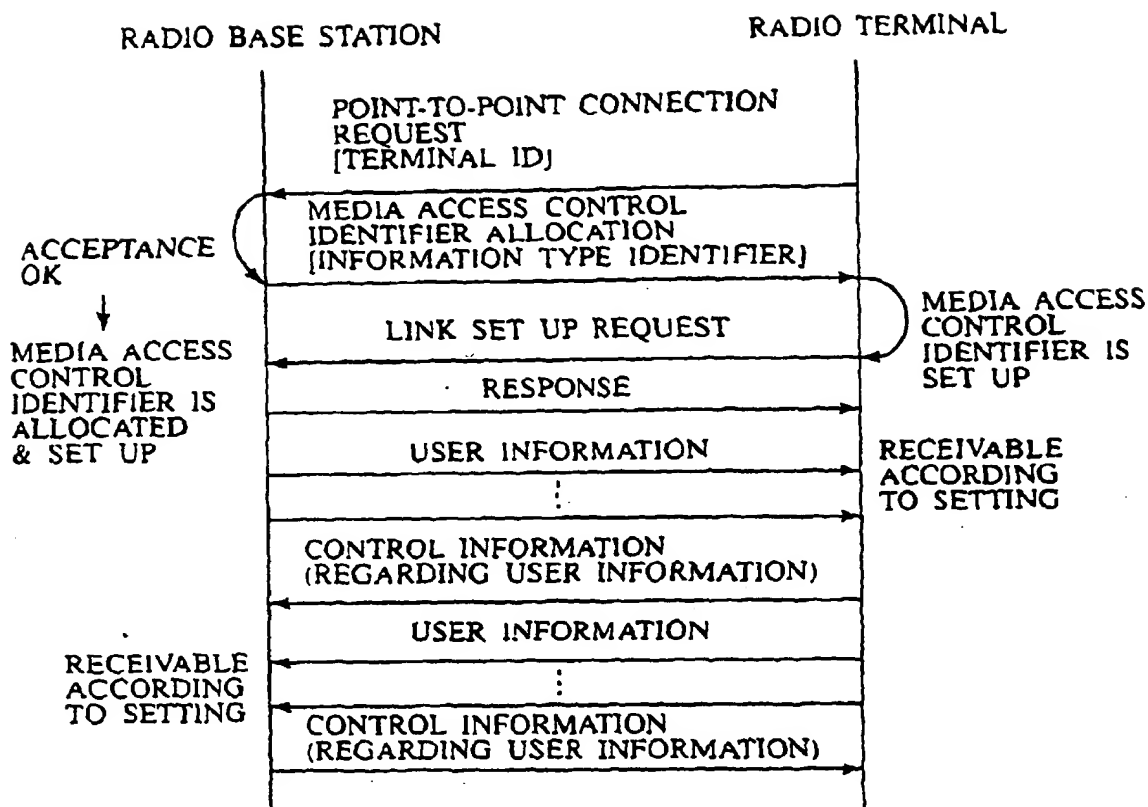 RADIO BASE STATION
RADIO TERMINAL
POINT-TO-POINT CONNECTION
REQUEST
[TERMINAL ID]
MEDIA ACCESS CONTROL
IDENTIFIER ALLOCATION
[INFORMATION TYPE IDENTIFIER]
ACCEPTANCE
OK
MEDIA ACCESS
CONTROL
IDENTIFIER IS
ALLOCATED
& SET UP
LINK SET UP REQUEST
MEDIA ACCESS
CONTROL
IDENTIFIER IS
SET UP
RESPONSE
USER INFORMATION
RECEIVABLE
ACCORDING
TO SETTING
CONTROL INFORMATION
(REGARDING USER INFORMATION)
USER INFORMATION
RECEIVABLE
ACCORDING
TO SETTING
CONTROL INFORMATION
(REGARDING USER INFORMATION)